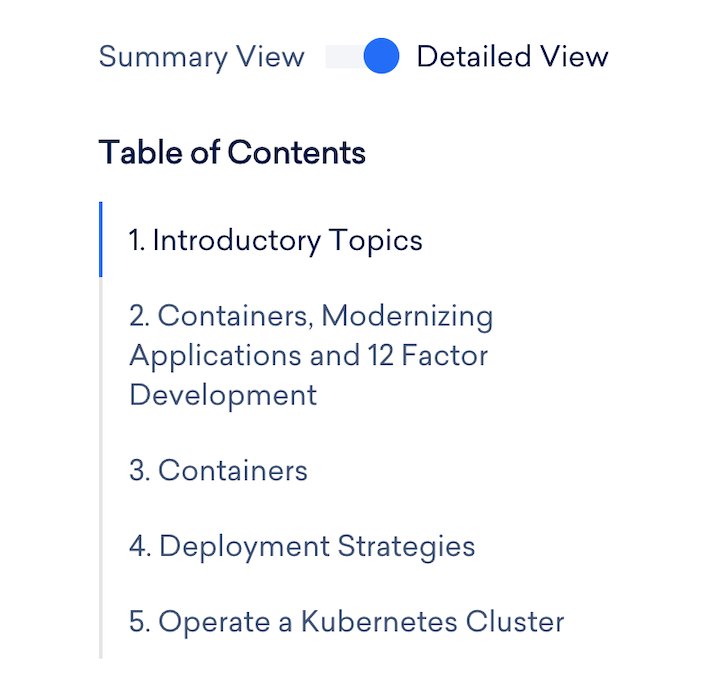 Summary View Detailed View
Table of Contents
1. Introductory Topics
2. Containers, Modernizing
Applications and 12 Factor
Development
3. Containers
4. Deployment Strategies
5. Operate a Kubernetes Cluster